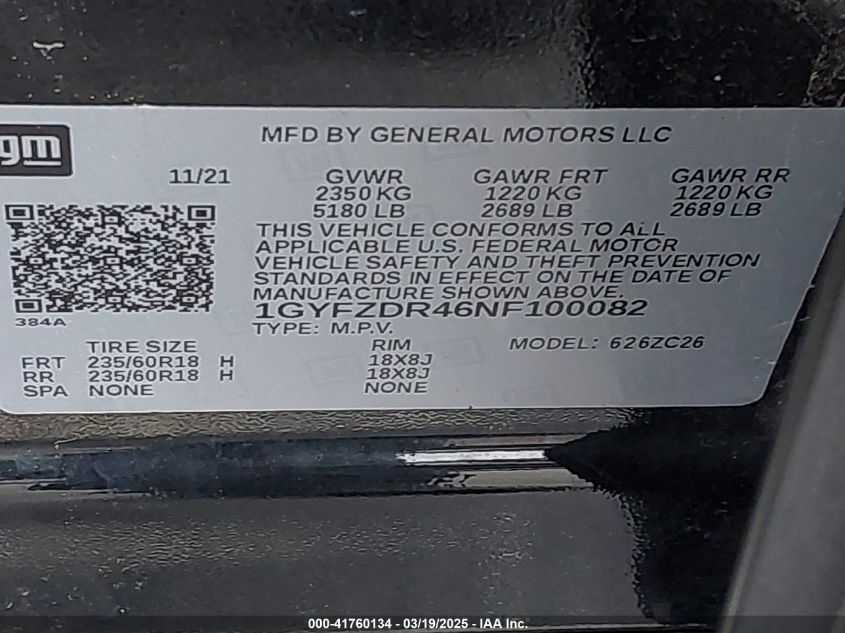 gm
MFD BY GENERAL MOTORS LLC
11/21 GVWR GAWR FRT GAWR RR
2350 KG 1220 KG 1220 KG
5180 LB 2689 LB 2689 LB
THIS VEHICLE CONFORMS TO ALL
APPLICABLE U.S. FEDERAL MOTOR
VEHICLE SAFETY AND THEFT PREVENTION
STANDARDS IN EFFECT ON THE DATE OF
MANUFACTURE SHOWN ABOVE.
384A 1GYFZDR46NF100082
TYPE: M.P.V. MODEL: 626ZC26
TIRE SIZE RIM
FRT 235/60R18 H 18X8J
RR 235/60R18 H 18X8J
SPA NONE NONE
000-41760134 - 03/19/2025 - IAA Inc.